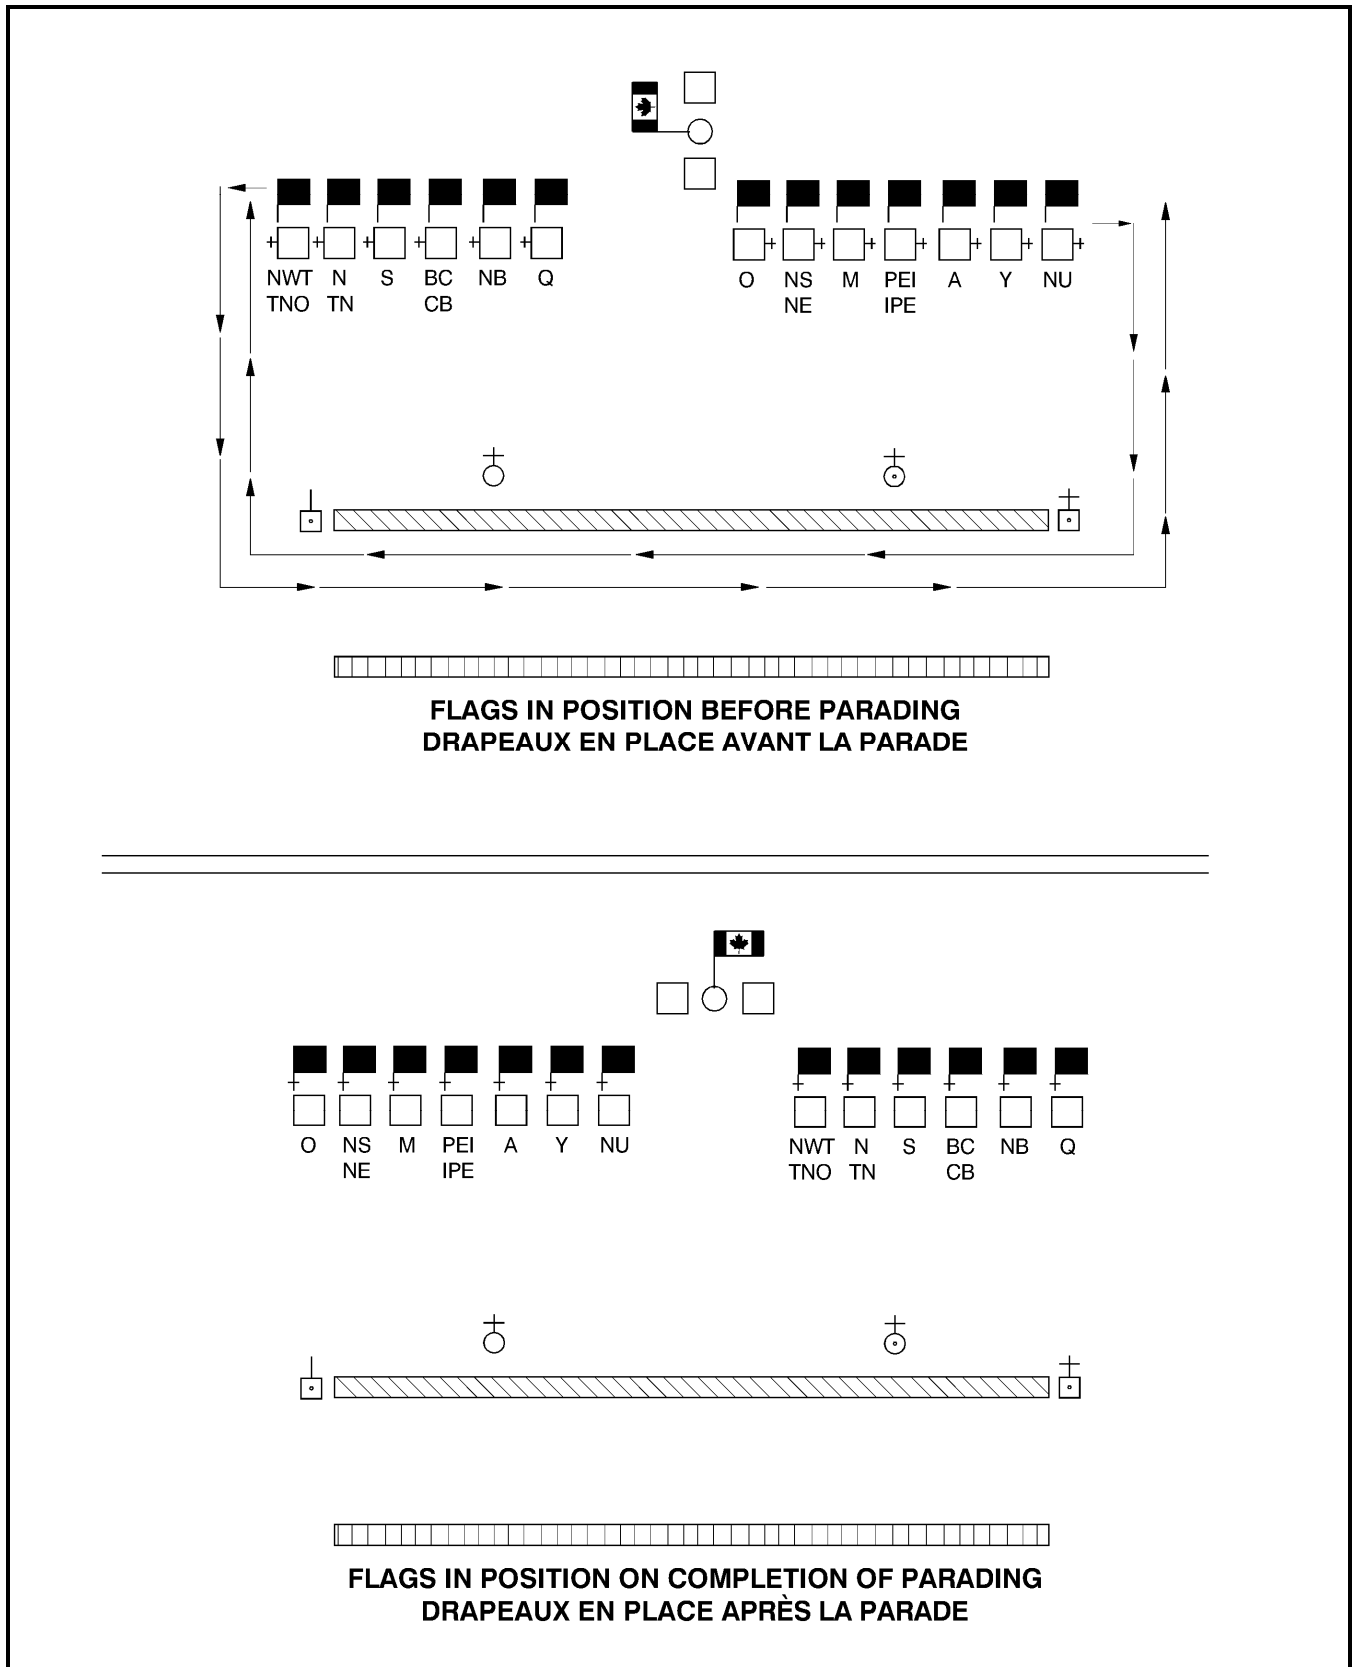 NWT N S BC NB Q O NS M PEI A Y NU
TNO TN CB NE IPE
FLAGS IN POSITION BEFORE PARADING
DRAPEAUX EN PLACE AVANT LA PARADE
O NS M PEI A Y NU NWT N S BC NB Q
NE IPE TNO TN CB
FLAGS IN POSITION ON COMPLETION OF PARADING
DRAPEAUX EN PLACE APRÈS LA PARADE